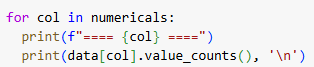 for col in numericals:
  print(f"==== {col} ====")
  print(data[col].value_counts(), '\n')